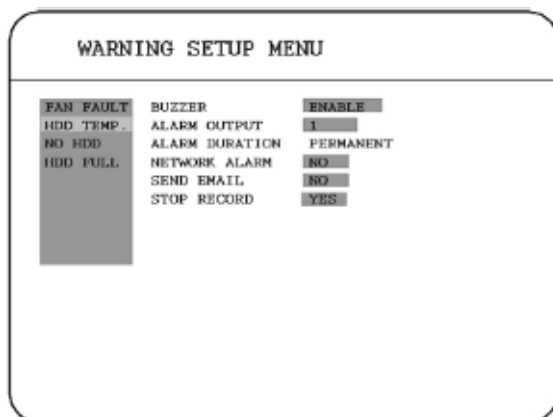 WARNING SETUP MENU
FAN FAULT BUZZER ENABLE
HDD TEMP. ALARM OUTPUT 1
NO HDD ALARM DURATION PERMANENT
HDD FULL NETWORK ALARM NO
SEND EMAIL NO
STOP RECORD YES